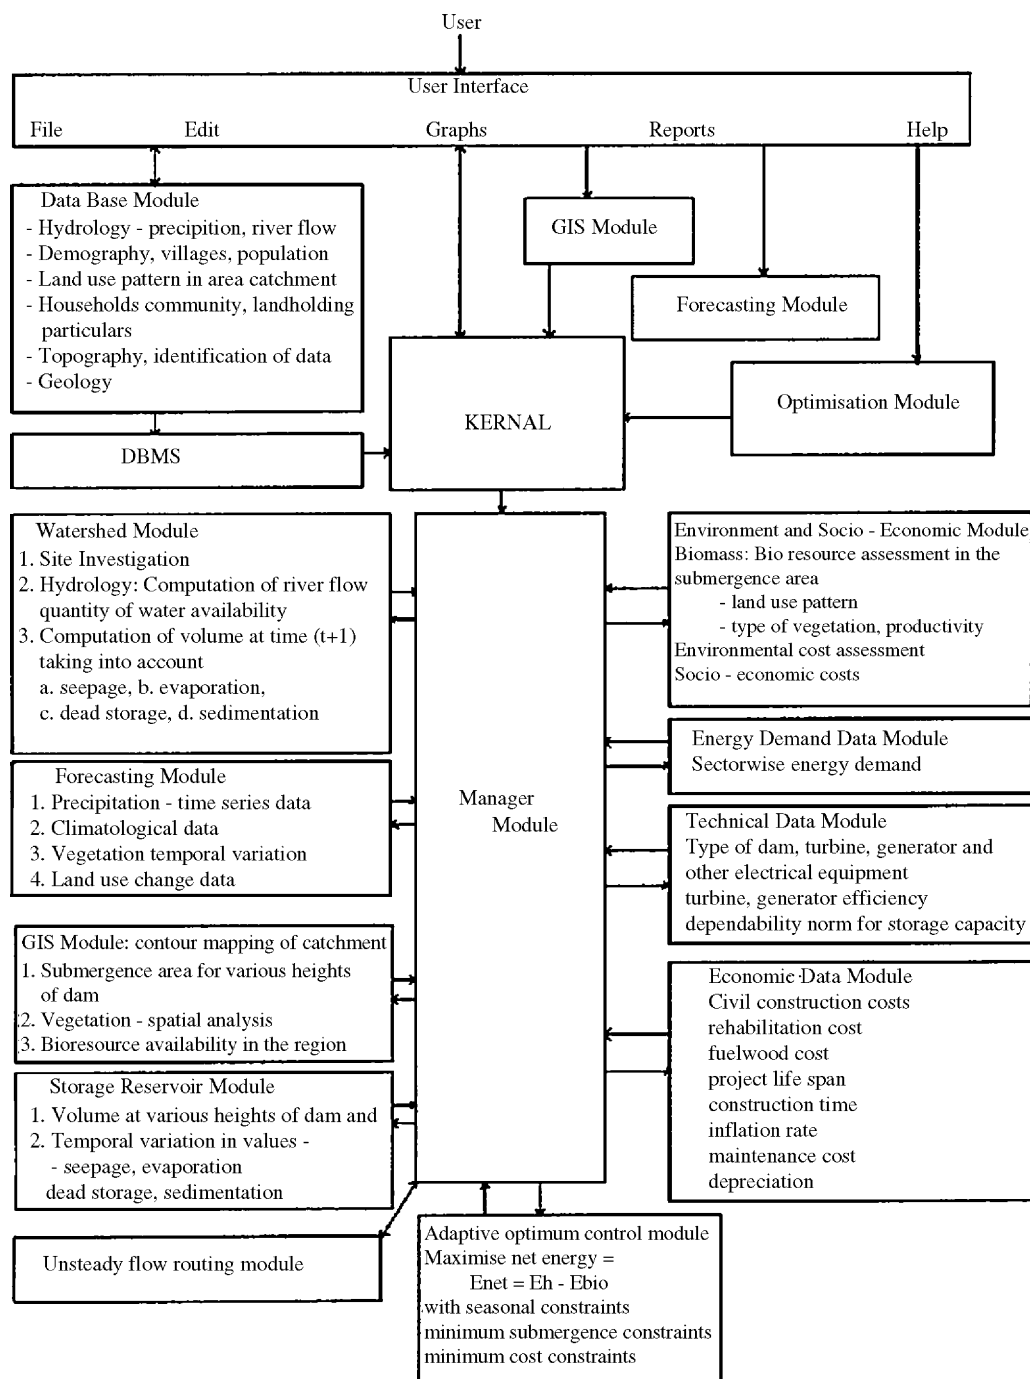 User
User Interface
File Edit Graphs Reports Help
Data Base Module
- Hydrology - precipition, river flow
- Demography, villages, population
- Land use pattern in area catchment
- Households community, landholding
particulars
- Topography, identification of data
- Geology
GIS Module
Forecasting Module
Optimisation Module
KERNAL
DBMS
Watershed Module
1. Site Investigation
2. Hydrology: Computation of river flow
quantity of water availability
3. Computation of volume at time (t+1)
taking into account
a. seepage, b. evaporation,
c. dead storage, d. sedimentation
Forecasting Module
1. Precipitation - time series data
2. Climatological data
3. Vegetation temporal variation
4. Land use change data
GIS Module: contour mapping of catchment
1. Submergence area for various heights
of dam
2. Vegetation - spatial analysis
3. Bioresource availability in the region
Storage Reservoir Module
1. Volume at various heights of dam and
2. Temporal variation in values -
- seepage, evaporation
dead storage, sedimentation
Unsteady flow routing module
Manager
Module
Environment and Socio - Economic Module
Biomass: Bio resource assessment in the
submergence area
- land use pattern
- type of vegetation, productivity
Environmental cost assessment
Socio - economic costs
Energy Demand Data Module
Sectorwise energy demand
Technical Data Module
Type of dam, turbine, generator and
other electrical equipment
turbine, generator efficiency
dependability norm for storage capacity
Economic Data Module
Civil construction costs
rehabilitation cost
fuelwood cost
project life span
construction time
inflation rate
maintenance cost
depreciation
Adaptive optimum control module
Maximise net energy =
Enet = Eh - Ebio
with seasonal constraints
minimum submergence constraints
minimum cost constraints